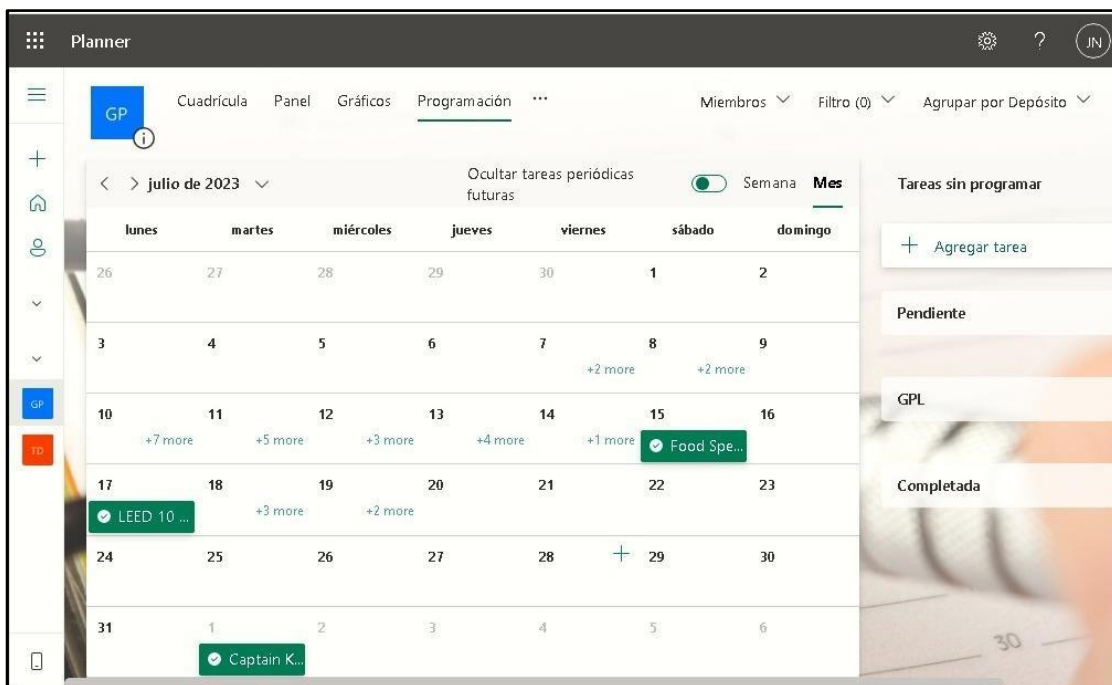 Planner
JN
GP
Cuadrícula Panel Gráficos Programación ···
Miembros Filtro (0) Agrupar por Depósito
julio de 2023
Ocultar tareas periódicas
futuras
Semana Mes
Tareas sin programar
lunes martes miércoles jueves viernes sábado domingo
Agregar tarea
26 27 28 29 30 1 2
Pendiente
3 4 5 6 7 8 9
+2 more +2 more
GP
GPL
10 11 12 13 14 15 16
+7 more +5 more +3 more +4 more +1 more Food Spe...
TD
17 18 19 20 21 22 23
Completada
LEED 10 ... +3 more +2 more
24 25 26 27 28 29 30
31 1 2 3 4 5 6
Captain K...
30